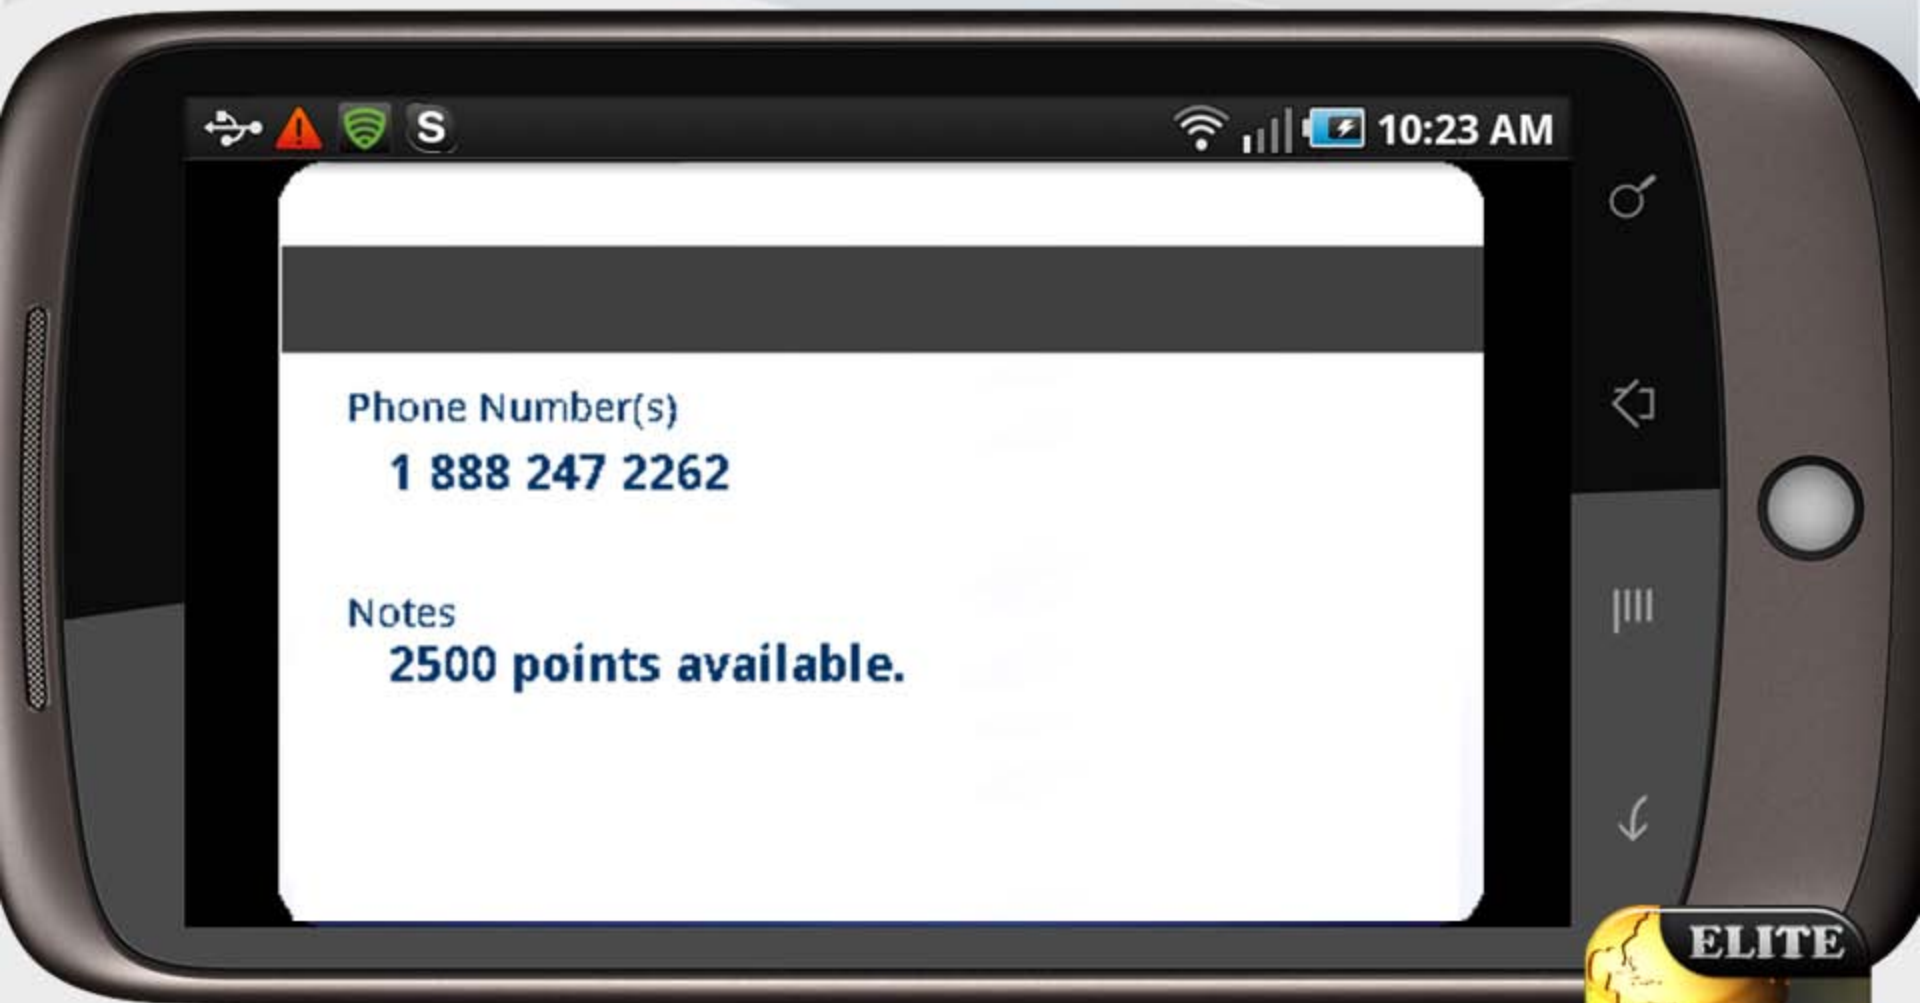 S
10:23 AM
Phone Number(s)
1 888 247 2262
Notes
2500 points available.
ELITE